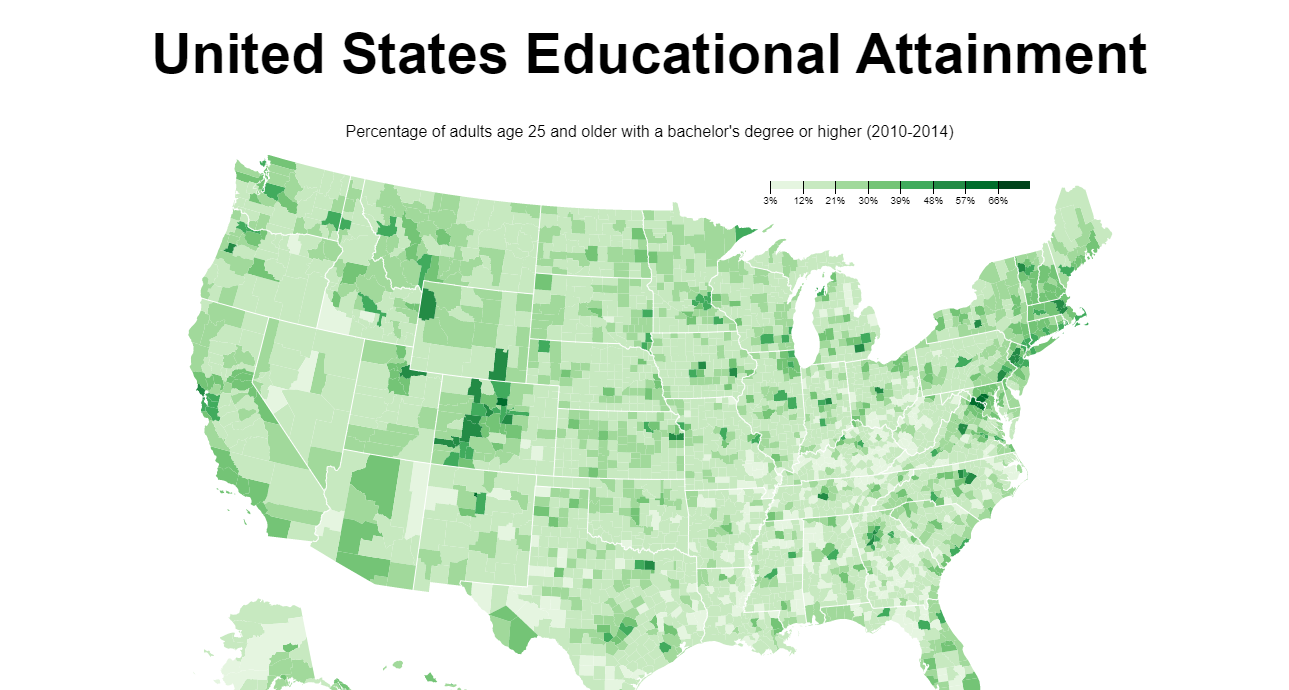 United States Educational Attainment
Percentage of adults age 25 and older with a bachelor's degree or higher (2010-2014)
3% 12% 21% 30% 39% 48% 57% 66%